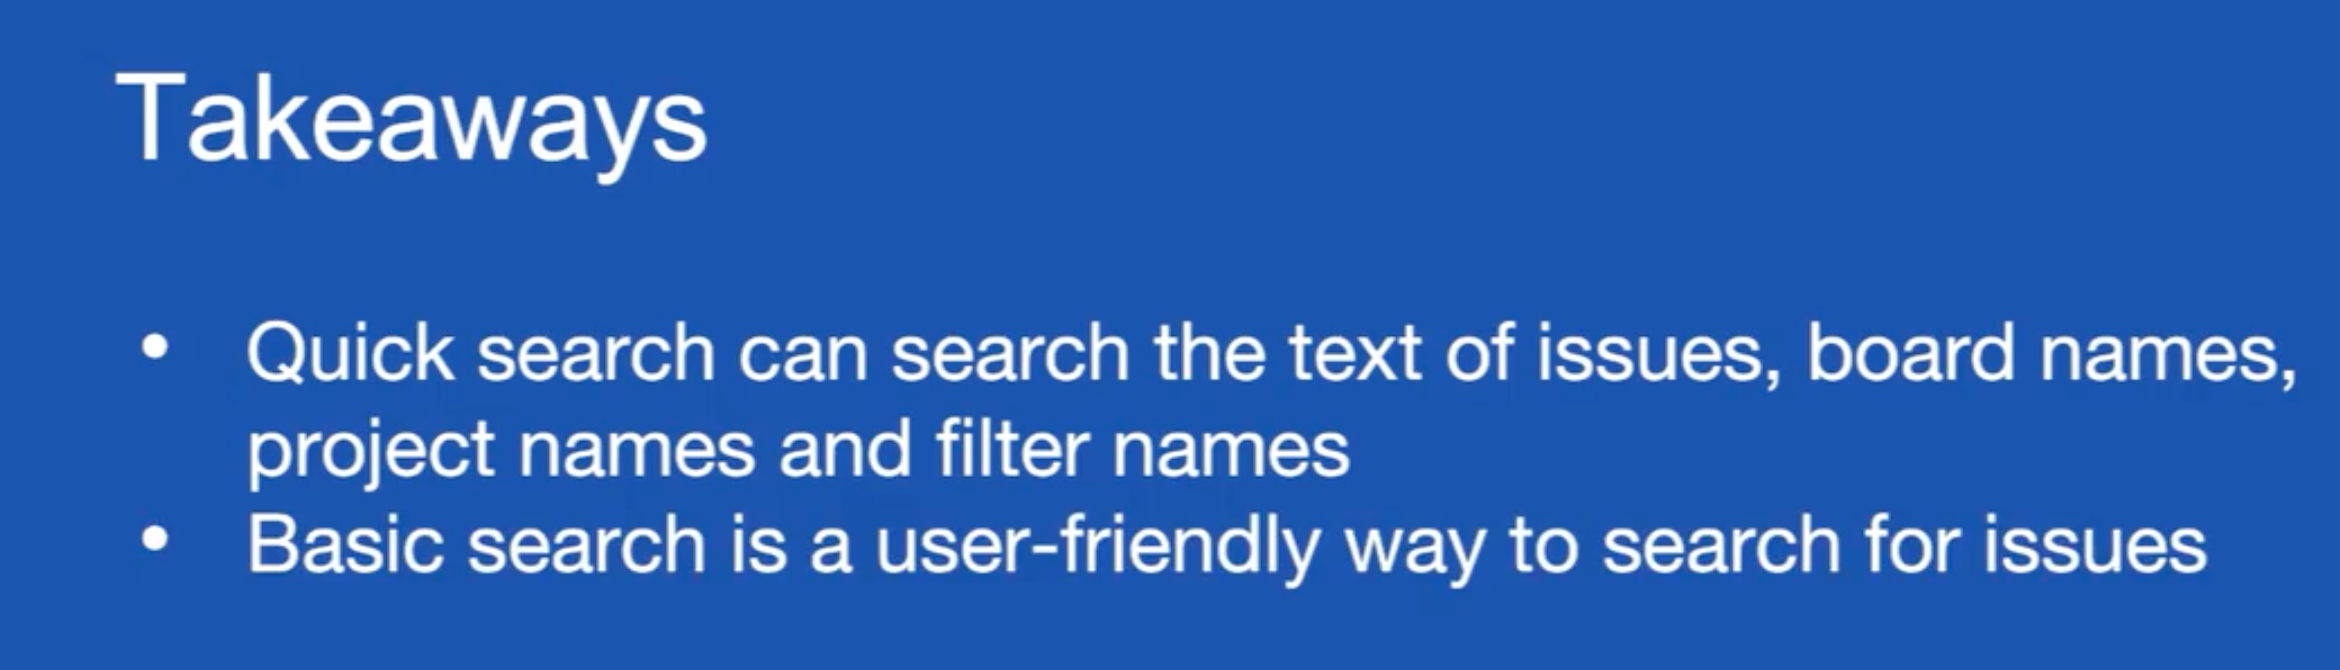 Takeaways
• Quick search can search the text of issues, board names,
project names and filter names
• Basic search is a user-friendly way to search for issues